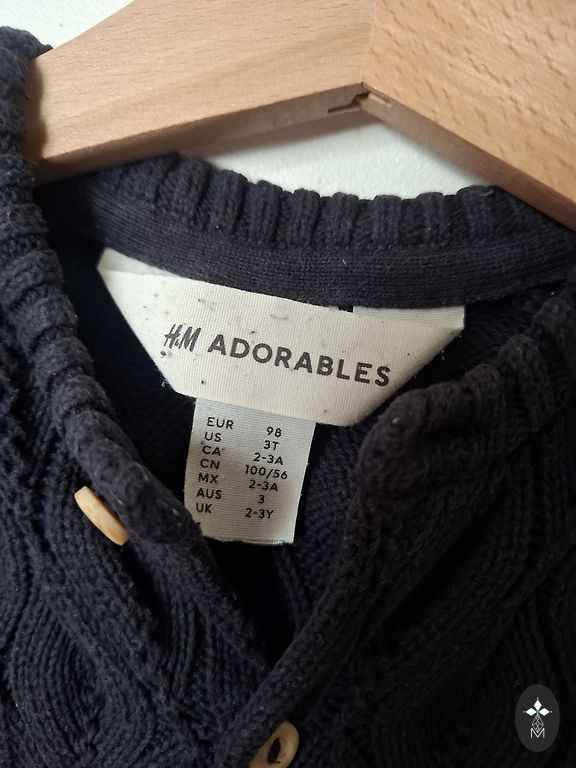 H&M ADORABLES
EUR 98
US 3T
CA 2-3A
CN 100/56
MX 2-3A
AUS 3
UK 2-3Y
M